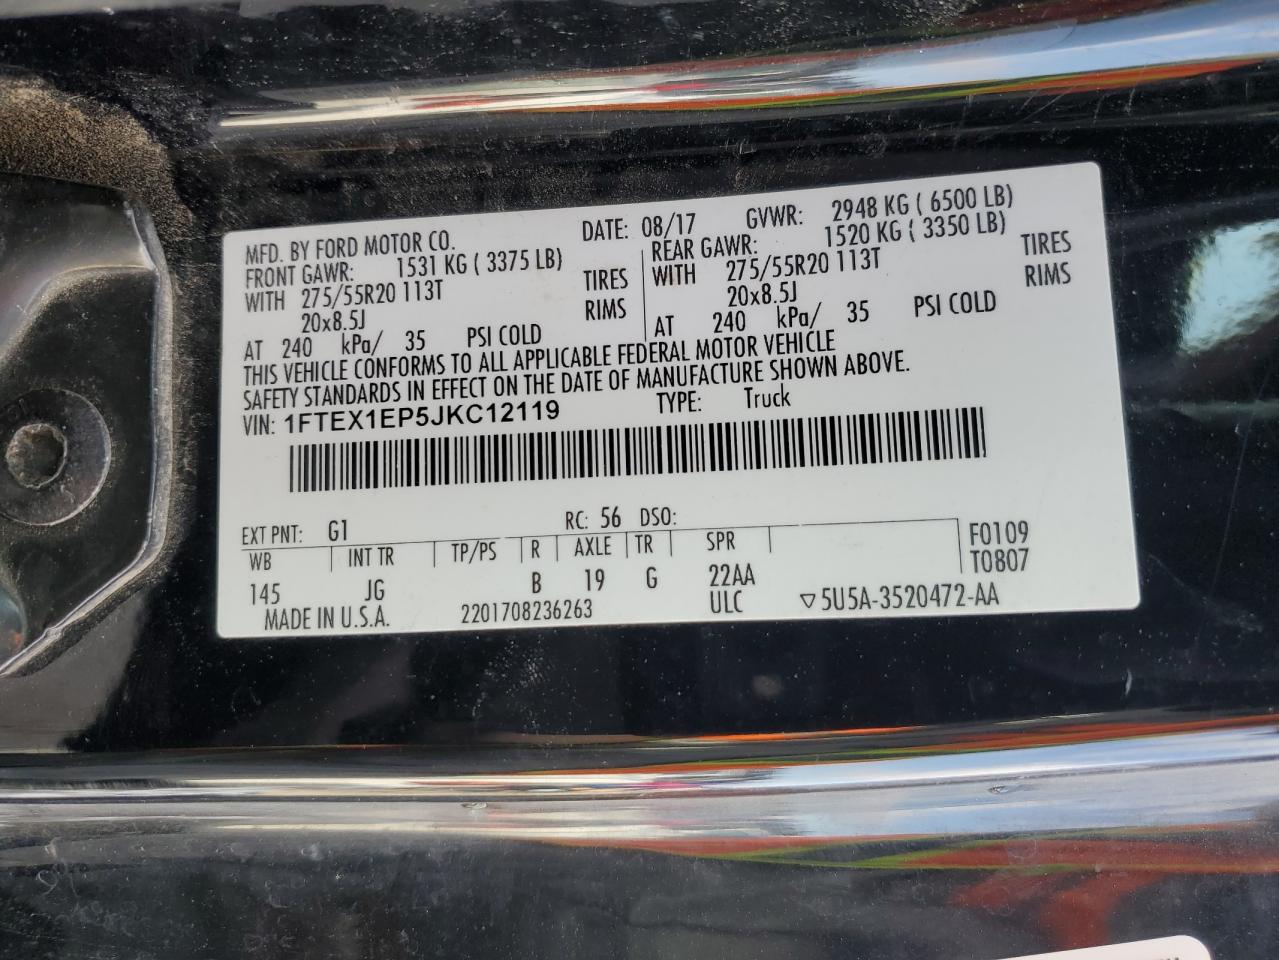 MFD. BY FORD MOTOR CO. DATE: 08/17 GVWR: 2948 KG ( 6500 LB)
FRONT GAWR: 1531 KG ( 3375 LB) REAR GAWR: 1520 KG ( 3350 LB)
WITH 275/55R20 113T TIRES WITH 275/55R20 113T TIRES
20x8.5J RIMS 20x8.5J RIMS
AT 240 kPa/ 35 PSI COLD AT 240 kPa/ 35 PSI COLD
THIS VEHICLE CONFORMS TO ALL APPLICABLE FEDERAL MOTOR VEHICLE
SAFETY STANDARDS IN EFFECT ON THE DATE OF MANUFACTURE SHOWN ABOVE.
VIN: 1FTEX1EP5JKC12119 TYPE: Truck
EXT PNT: G1 RC: 56 DSO:
WB INT TR TP/PS R AXLE TR SPR F0109
145 JG B 19 G 22AA T0807
MADE IN U.S.A. 2201708236263 ULC ▽5U5A-3520472-AA